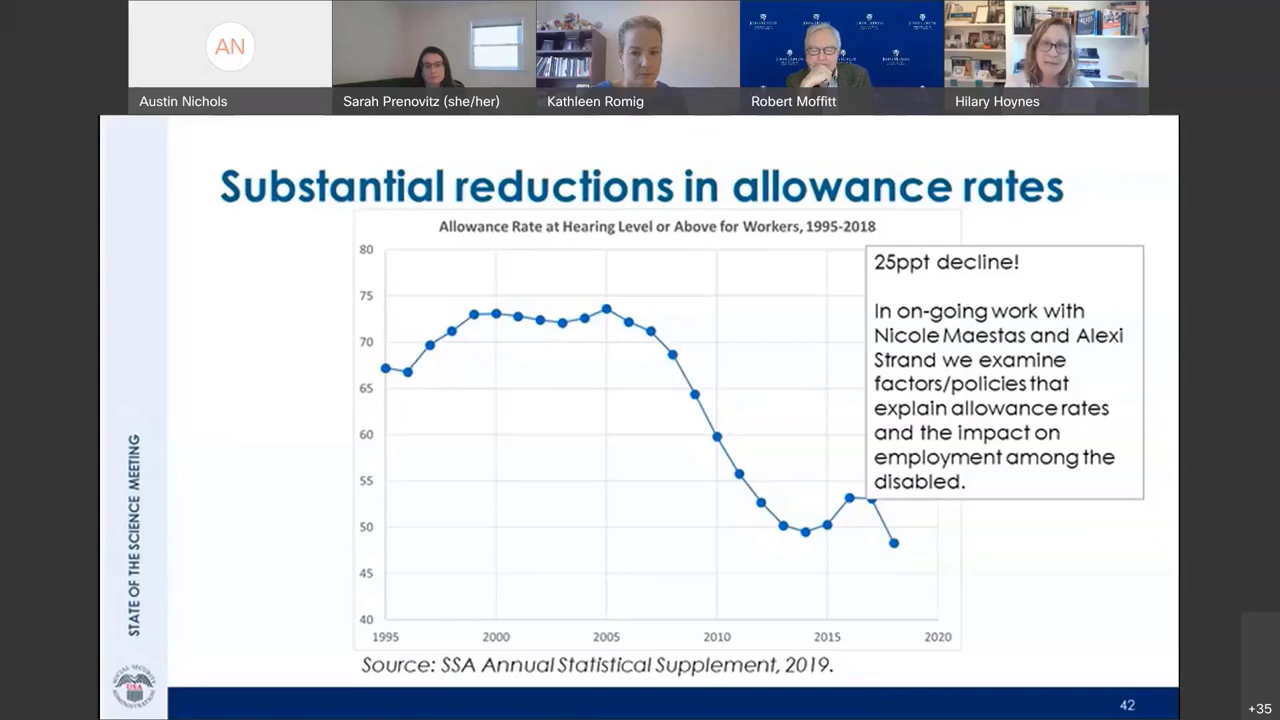 AN
Austin Nichols
Sarah Prenovitz (she/her)
Kathleen Romig
Robert Moffitt
Hilary Hoynes
Substantial reductions in allowance rates
Allowance Rate at Hearing Level or Above for Workers, 1995-2018
80
75
70
65
60
55
50
45
40
1995
2000
2005
2010
2015
2020
25ppt decline!
In on-going work with
Nicole Maestas and Alexi
Strand we examine
factors/policies that
explain allowance rates
and the impact on
employment among the
disabled.
Source: SSA Annual Statistical Supplement, 2019.
STATE OF THE SCIENCE MEETING
USA
42
+35